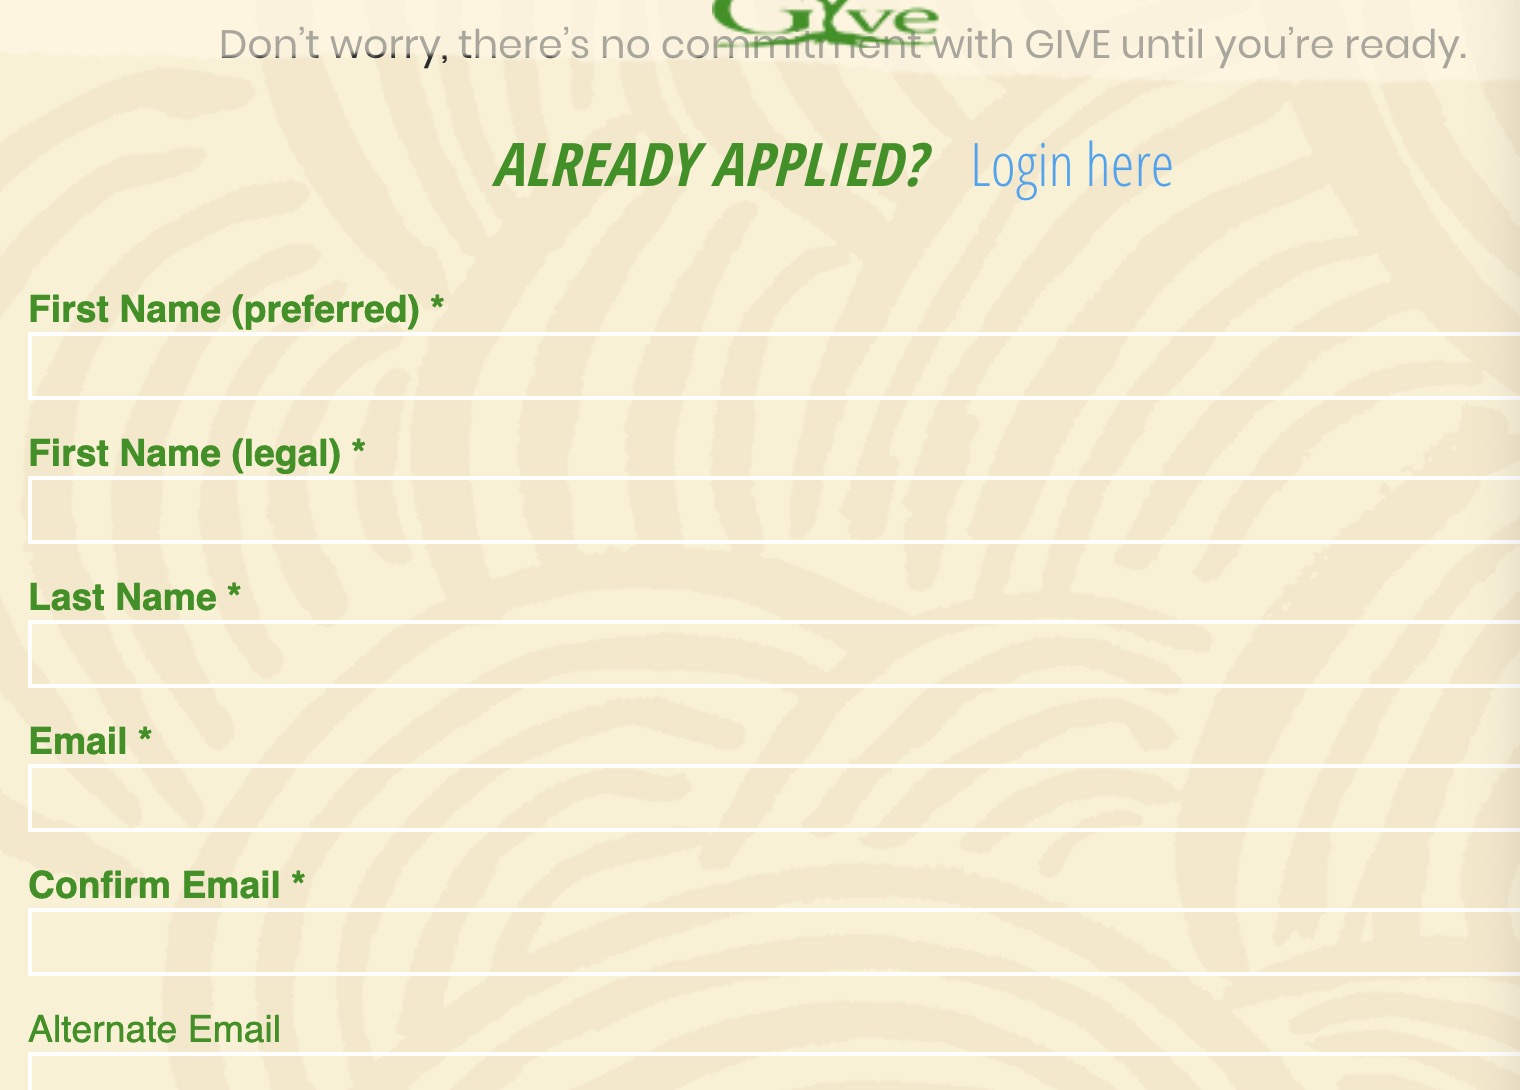 GIVE
Don't worry, there's no commitment with GIVE until you're ready.
ALREADY APPLIED? Login here
First Name (preferred) *
First Name (legal) *
Last Name *
Email *
Confirm Email *
Alternate Email